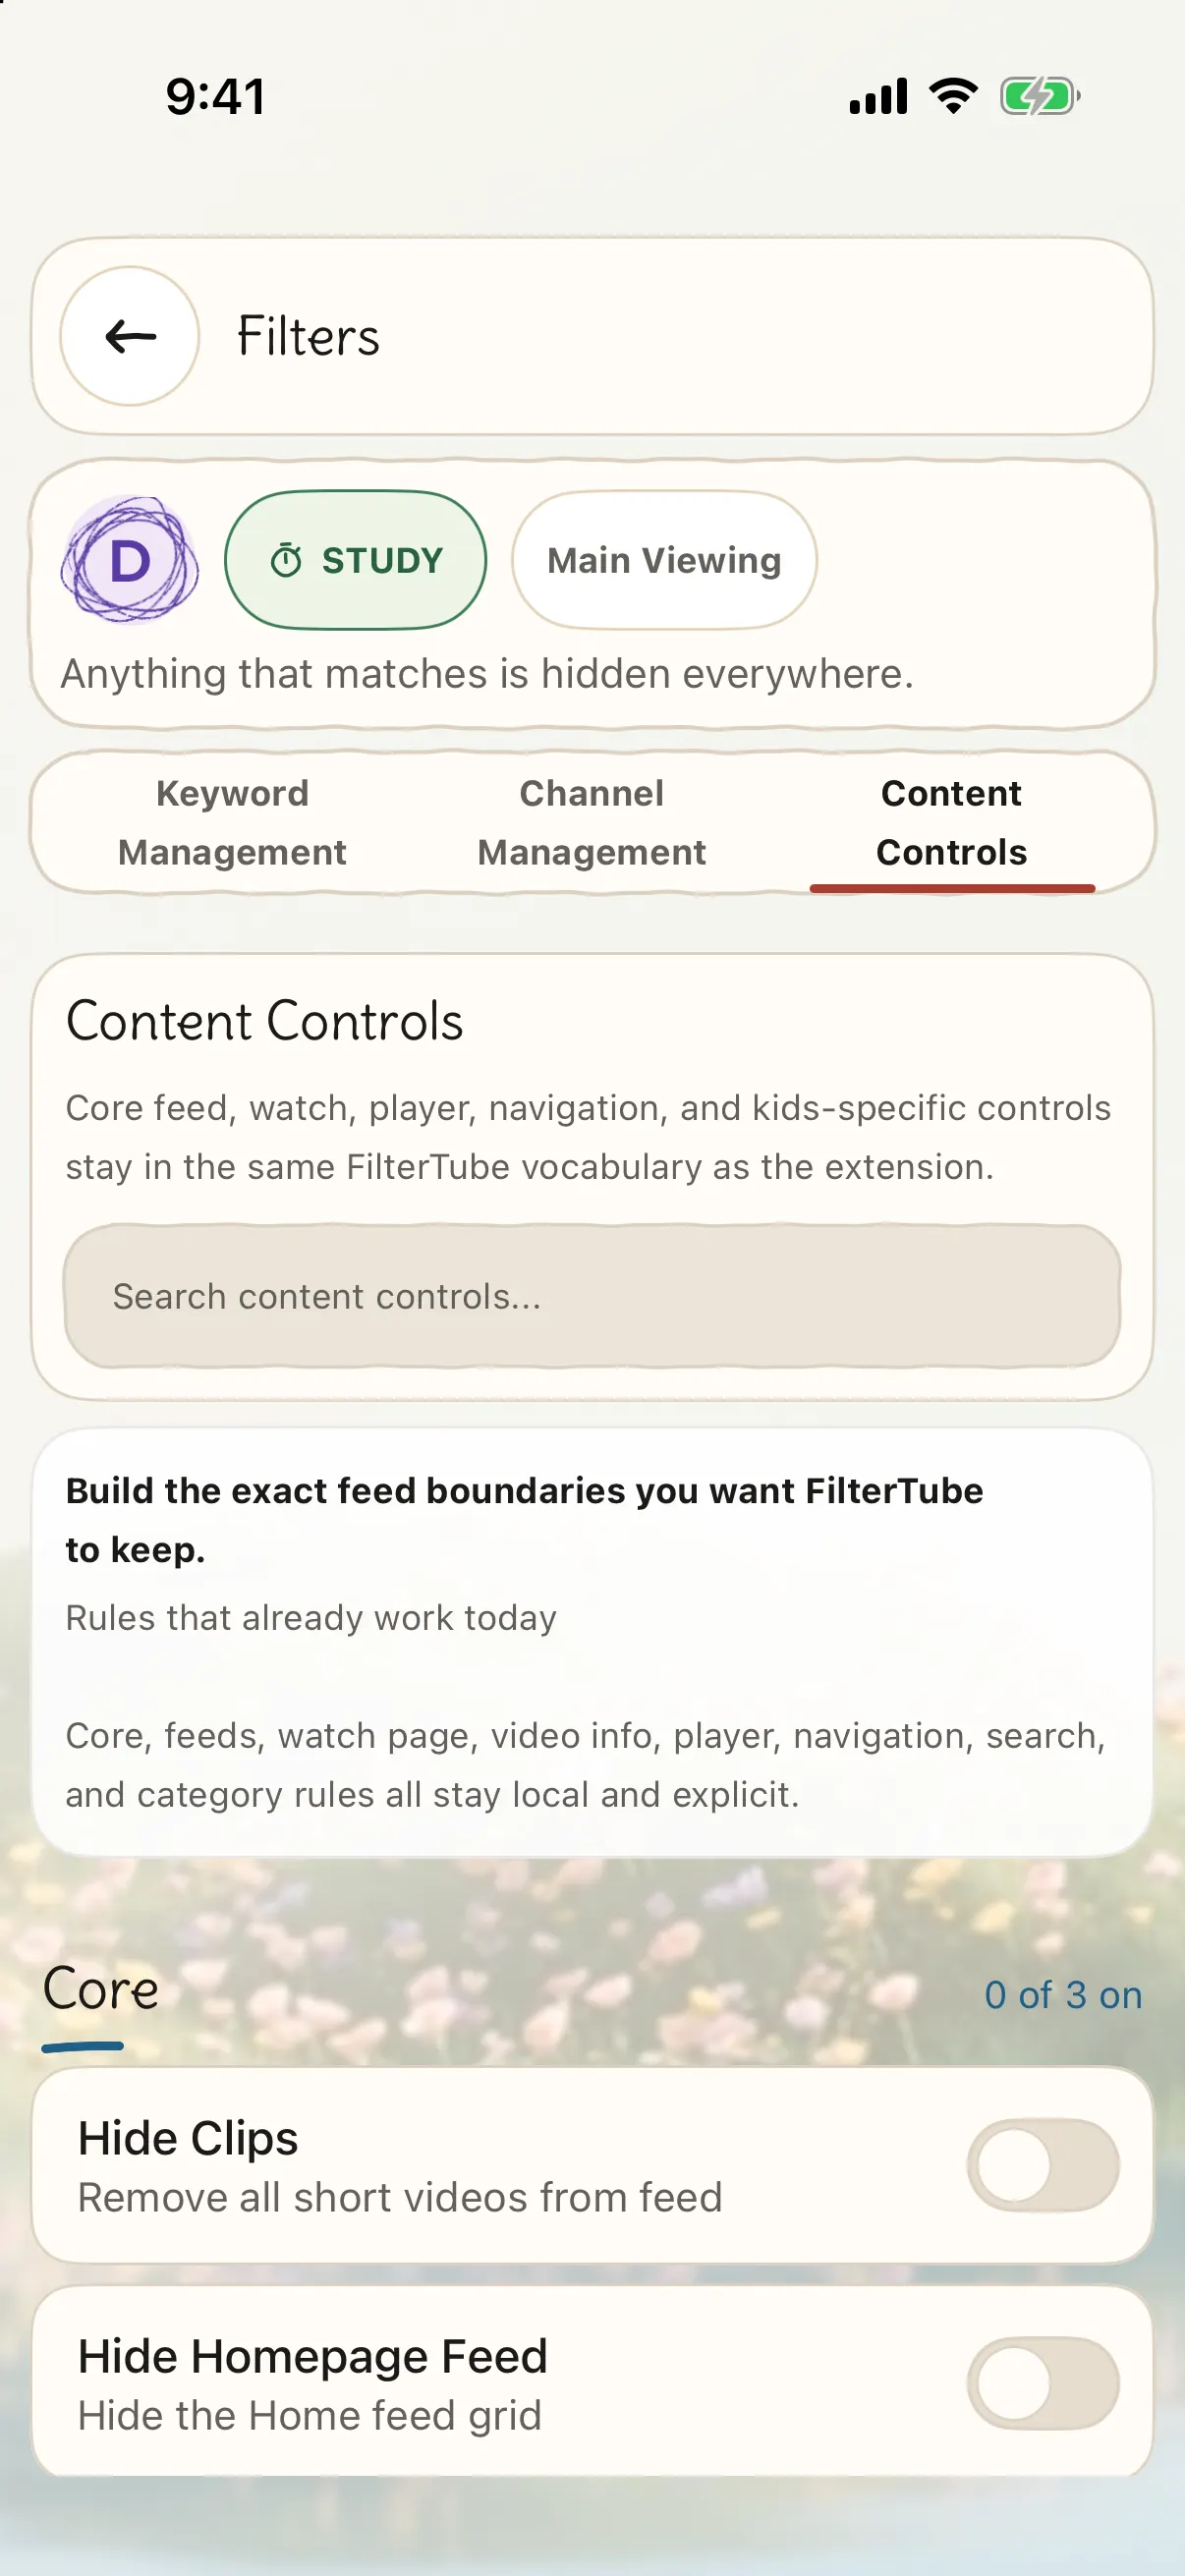 9:41
Filters
D
STUDY
Main Viewing
Anything that matches is hidden everywhere.
Keyword
Management
Channel
Management
Content
Controls
Content Controls
Core feed, watch, player, navigation, and kids-specific controls
stay in the same FilterTube vocabulary as the extension.
Search content controls...
Build the exact feed boundaries you want FilterTube
to keep.
Rules that already work today
Core, feeds, watch page, video info, player, navigation, search,
and category rules all stay local and explicit.
Core
0 of 3 on
Hide Clips
Remove all short videos from feed
Hide Homepage Feed
Hide the Home feed grid